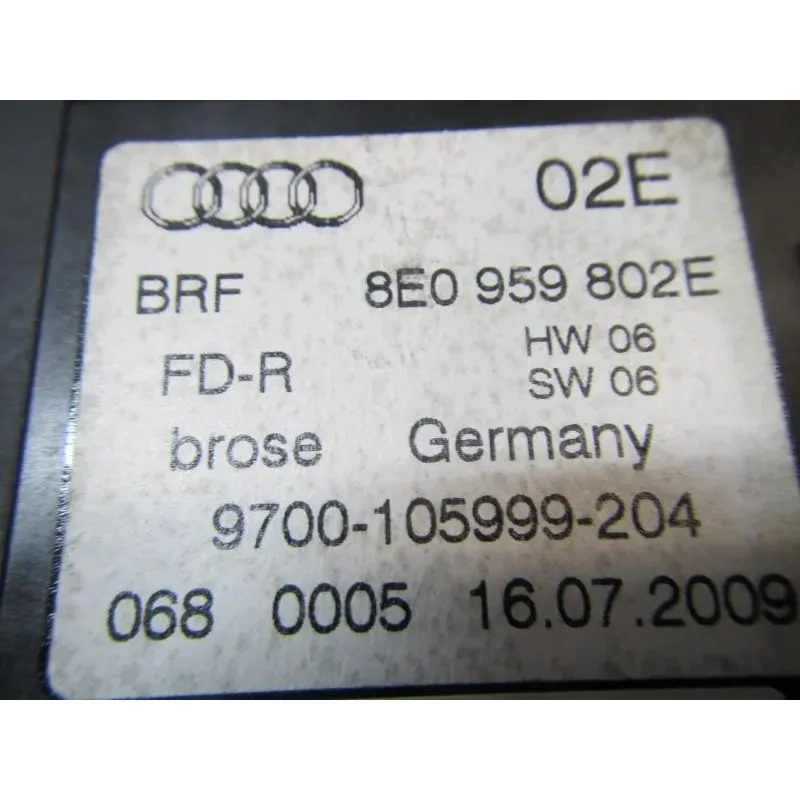 02E
BRF 8E0 959 802E
HW 06
FD-R SW 06
brose Germany
9700-105999-204
068 0005 16.07.2009